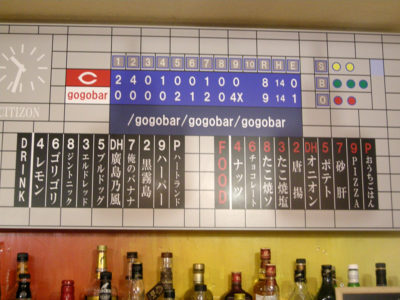 1 2 3 4 5 6 7 8 9 10 R H E
C 2 4 0 1 0 0 1 0 0 8 14 1
gogobar 0 0 0 0 2 1 2 0 4X 9 14 1
S
B
O
CITIZEN
/gogobar/gogobar/gogobar
DRINK
4 レモン
6 ゴリゴリ
8 ジントニック
3 エルドレッド
5 ブルドッグ
DH 廣島乃風
7 俺のバナナ
2 黒霧島
9 ハーパー
P ハートランド
FOOD
4 ナッツ
6 チョコレート
8 たこ焼ソ
3 たこ焼塩
2 唐揚
DH オニオン
5 ポテト
7 砂肝
9 PIZZA
P おうちごはん